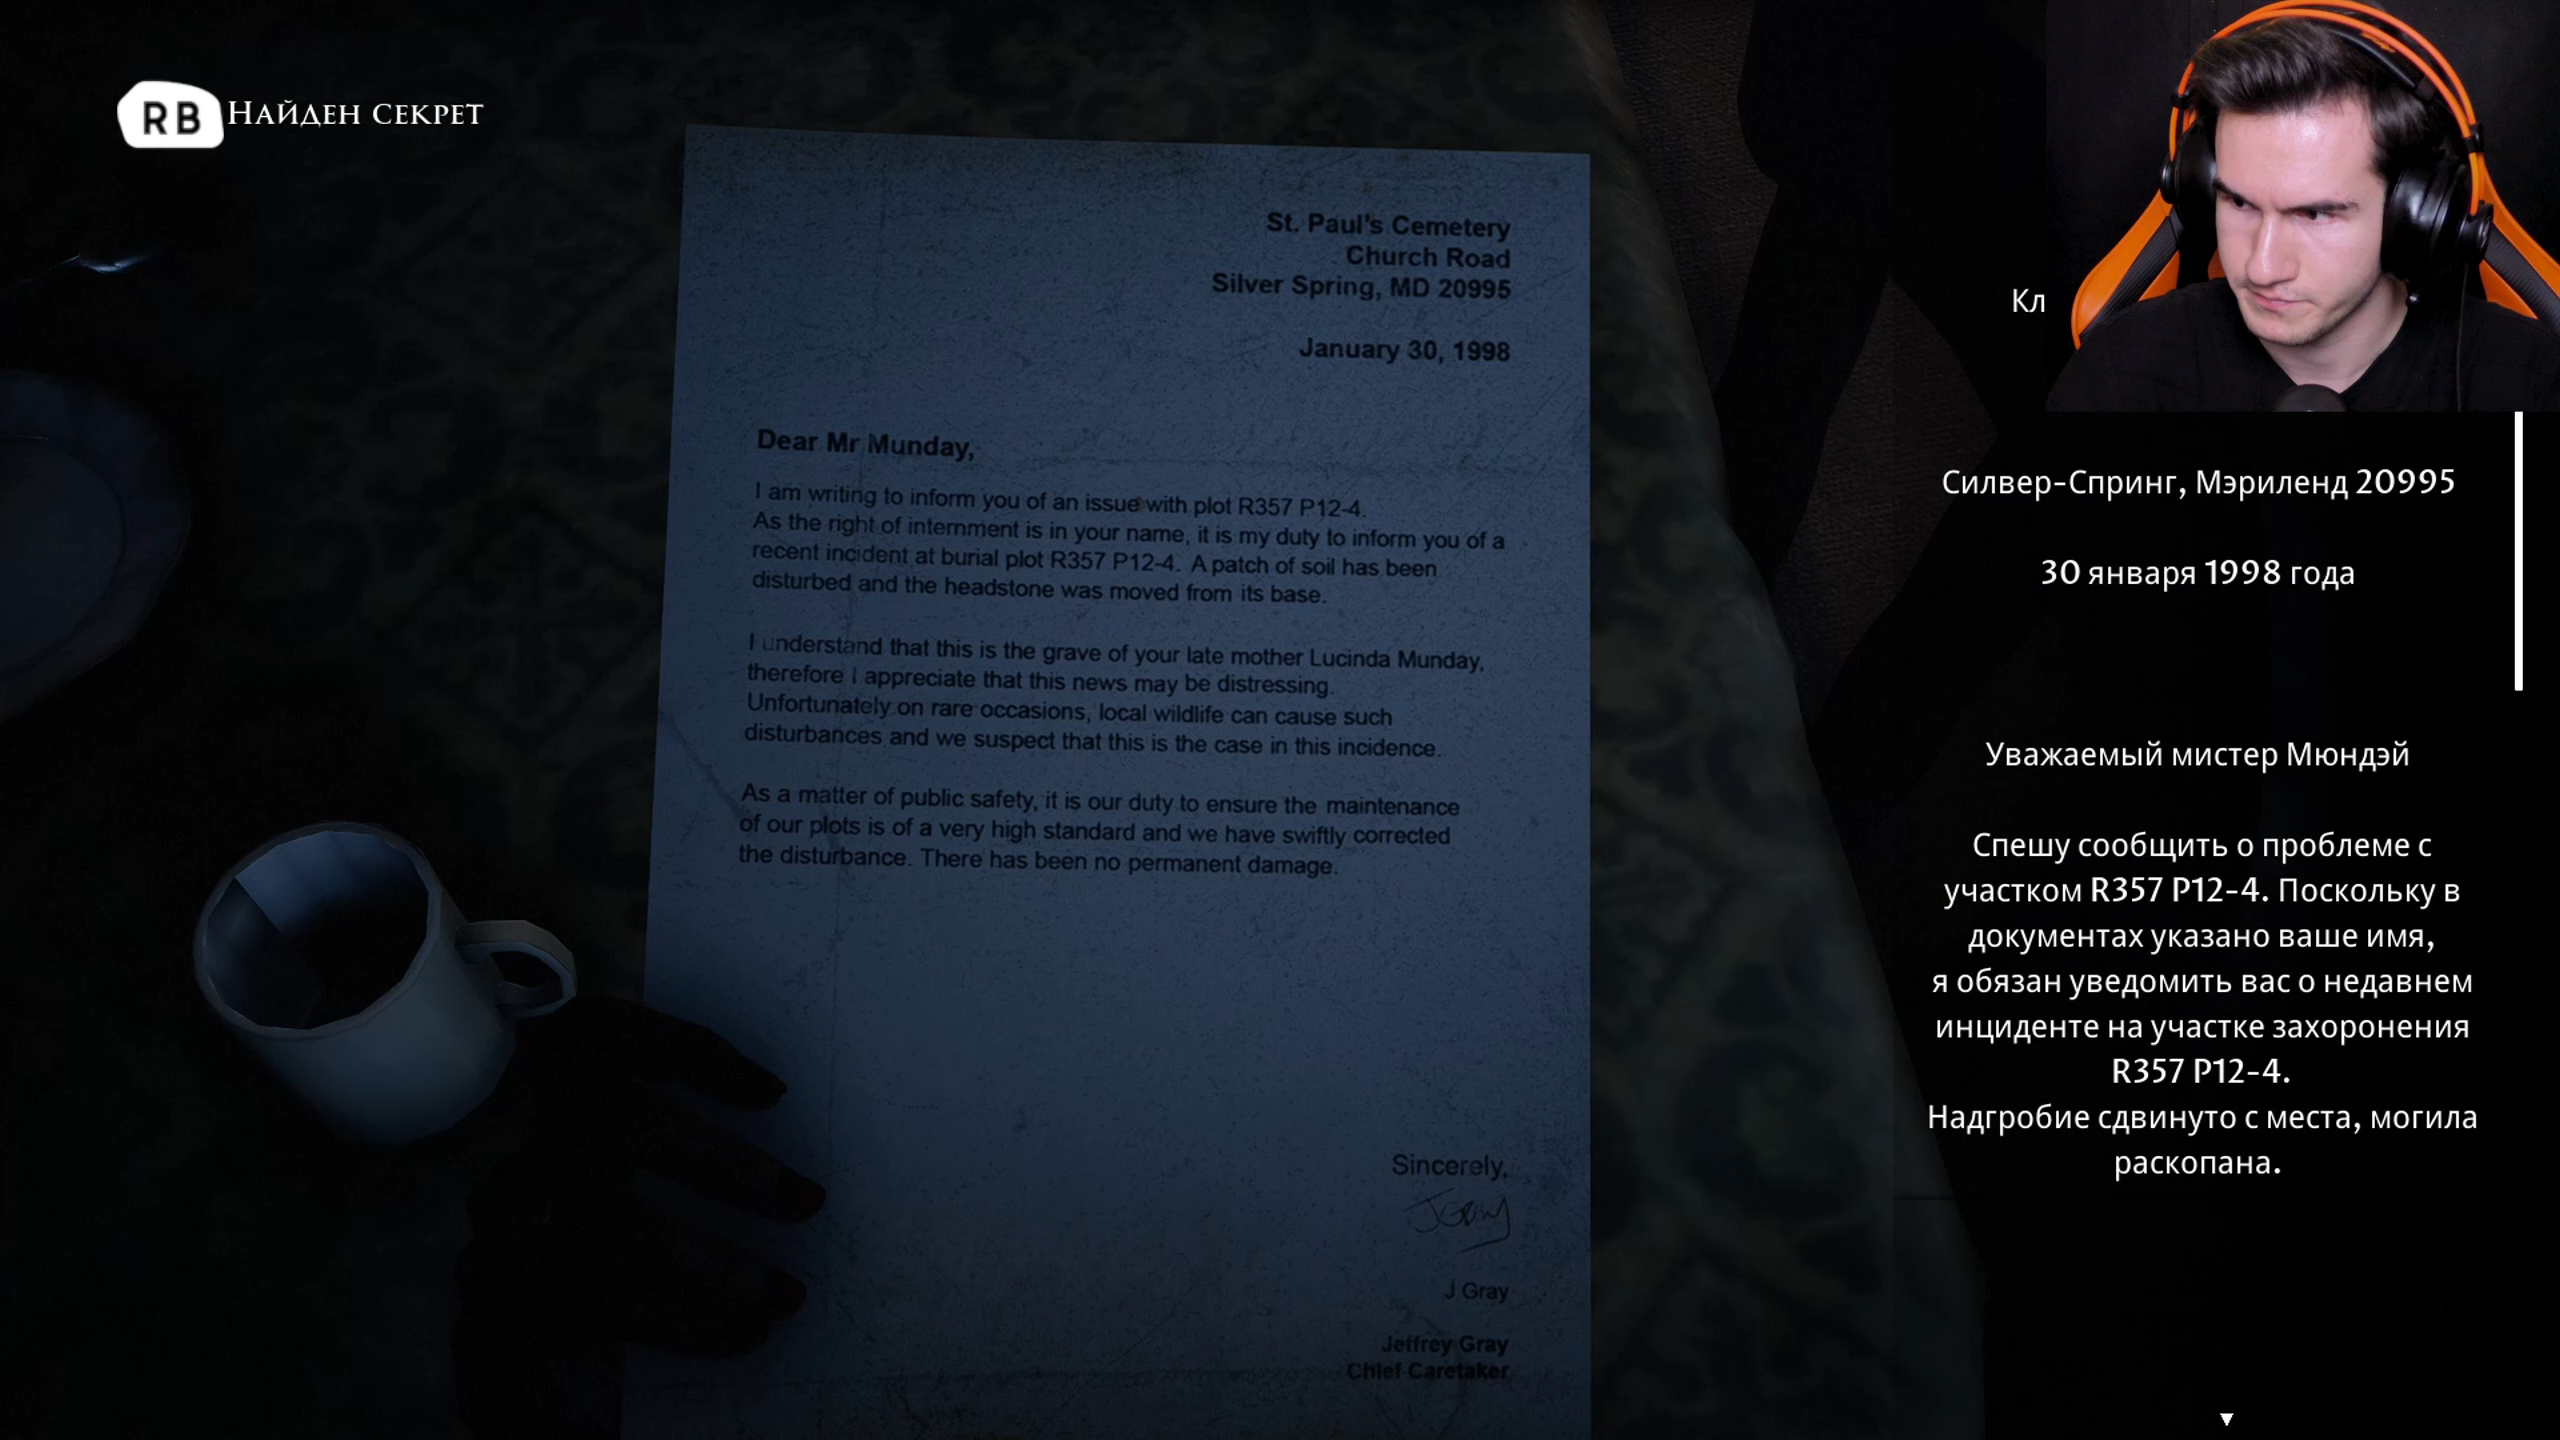 RB НАЙДЕН СЕКРЕТ
St. Paul's Cemetery
Church Road
Silver Spring, MD 20995
January 30, 1998
Dear Mr Munday,
I am writing to inform you of an issue with plot R357 P12-4.
As the right of internment is in your name, it is my duty to inform you of a
recent incident at burial plot R357 P12-4. A patch of soil has been
disturbed and the headstone was moved from its base.
I understand that this is the grave of your late mother Lucinda Munday,
therefore I appreciate that this news may be distressing.
Unfortunately on rare occasions, local wildlife can cause such
disturbances and we suspect that this is the case in this incidence.
As a matter of public safety, it is our duty to ensure the maintenance
of our plots is of a very high standard and we have swiftly corrected
the disturbance. There has been no permanent damage.
Sincerely,
JGray
J Gray
Jeffrey Gray
Chief Caretaker
Кл
Силвер-Спринг, Мэриленд 20995
30 января 1998 года
Уважаемый мистер Мюндэй
Спешу сообщить о проблеме с
участком R357 P12-4. Поскольку в
документах указано ваше имя,
я обязан уведомить вас о недавнем
инциденте на участке захоронения
R357 P12-4.
Надгробие сдвинуто с места, могила
раскопана.